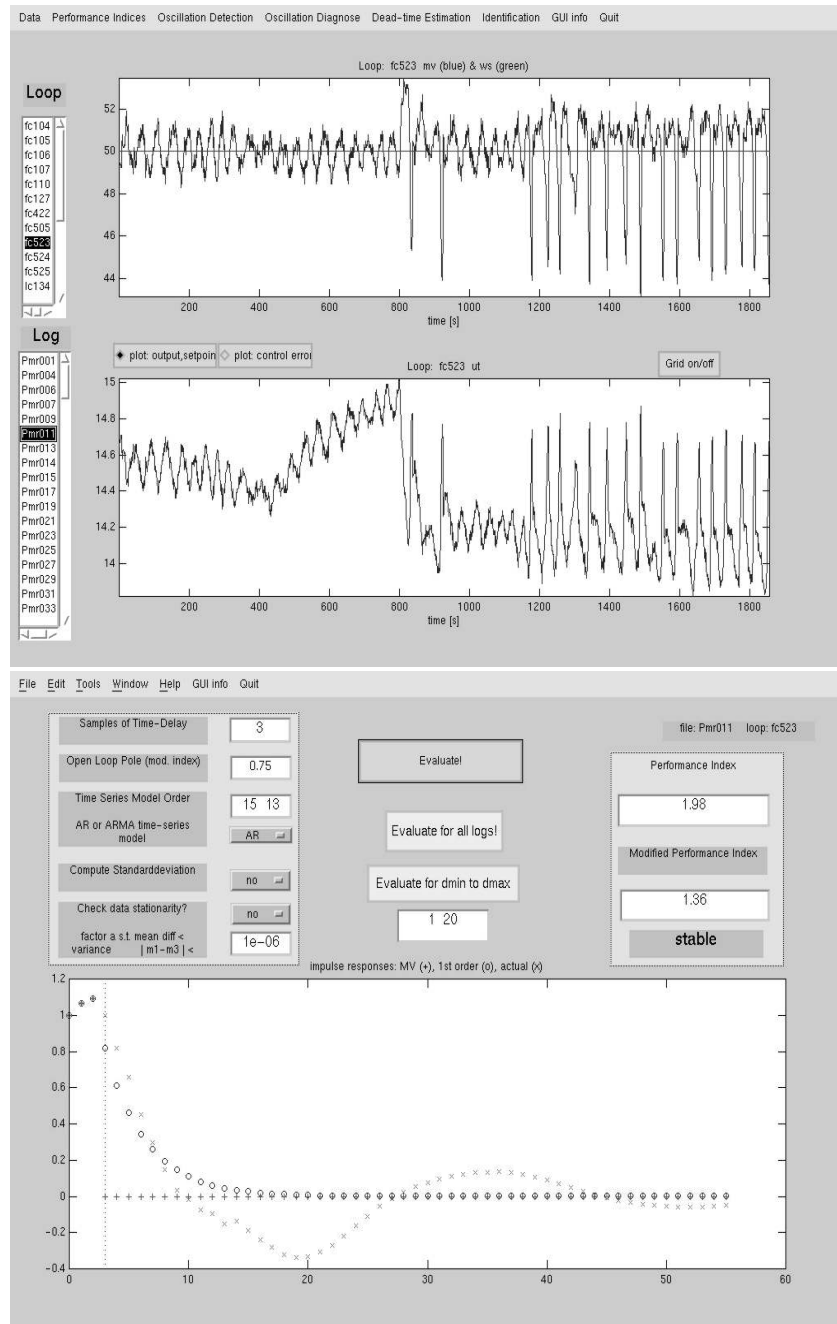 Data Performance Indices Oscillation Detection Oscillation Diagnose Dead-time Estimation Identification GUI info Quit
Loop: fc523 mv (blue) & ws (green)
Loop
fc104
fc105
fc106
fc107
fc110
fc127
fc422
fc505
fc523
fc524
fc525
lc134
52
50
48
46
44
200 400 600 800 1000 1200 1400 1600 1800
time [s]
Log
Pmr001
Pmr004
Pmr006
Pmr007
Pmr009
Pmr011
Pmr013
Pmr014
Pmr015
Pmr017
Pmr019
Pmr021
Pmr023
Pmr025
Pmr027
Pmr029
Pmr031
Pmr033
plot: output,setpoin
plot: control erro
Loop: fc523 ut
Grid on/off
15
14.8
14.6
14.4
14.2
14
200 400 600 800 1000 1200 1400 1600 1800
time [s]
File Edit Tools Window Help GUI info Quit
Samples of Time-Delay
3
Open Loop Pole (mod. index)
0.75
Time Series Model Order
15 13
AR or ARMA time-series
model
AR
Compute Standarddeviation
no
Check data stationarity?
no
factor a s.t. mean diff <
variance | m1-m3 | <
1e-06
Evaluate!
Evaluate for all logs!
Evaluate for dmin to dmax
1 20
file: Pmr011 loop: fc523
Performance Index
1.98
Modified Performance Index
1.36
stable
impulse responses: MV (+), 1st order (o), actual (x)
1.2
1
0.8
0.6
0.4
0.2
0
-0.2
-0.4
0 10 20 30 40 50 60